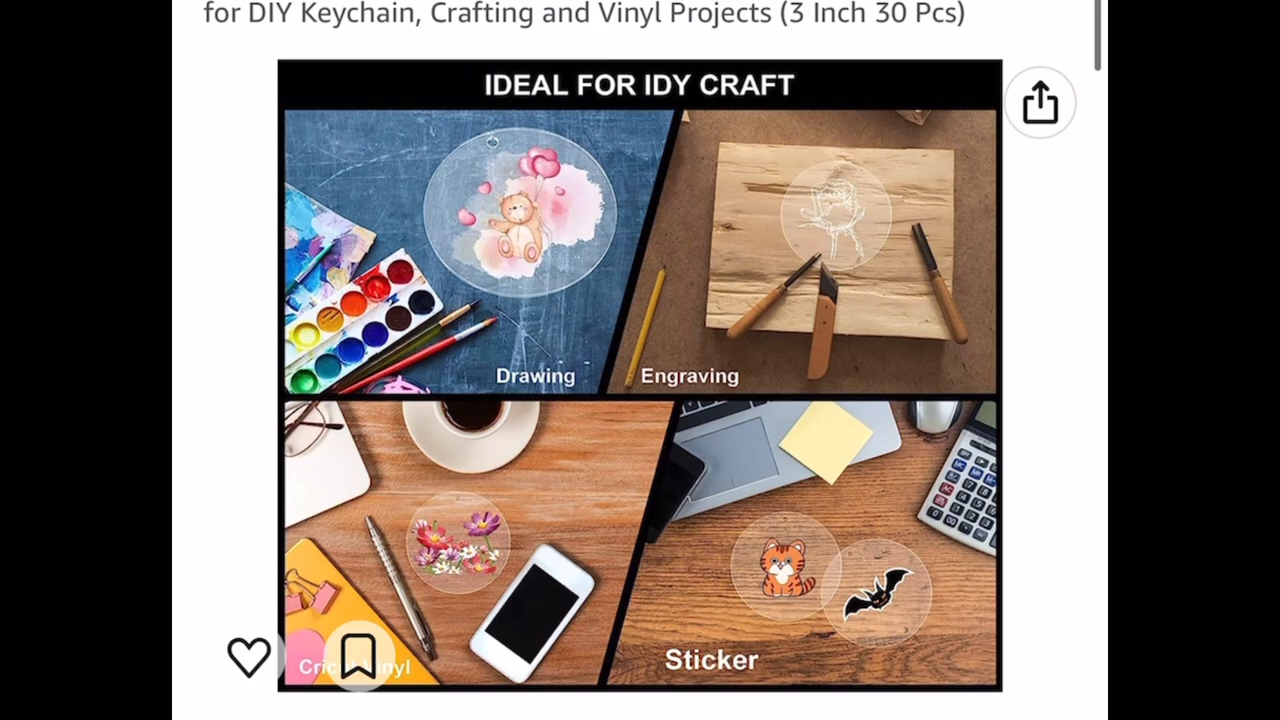 for DIY Keychain, Crafting and Vinyl Projects (3 Inch 30 Pcs)
IDEAL FOR IDY CRAFT
Drawing
Engraving
Sticker